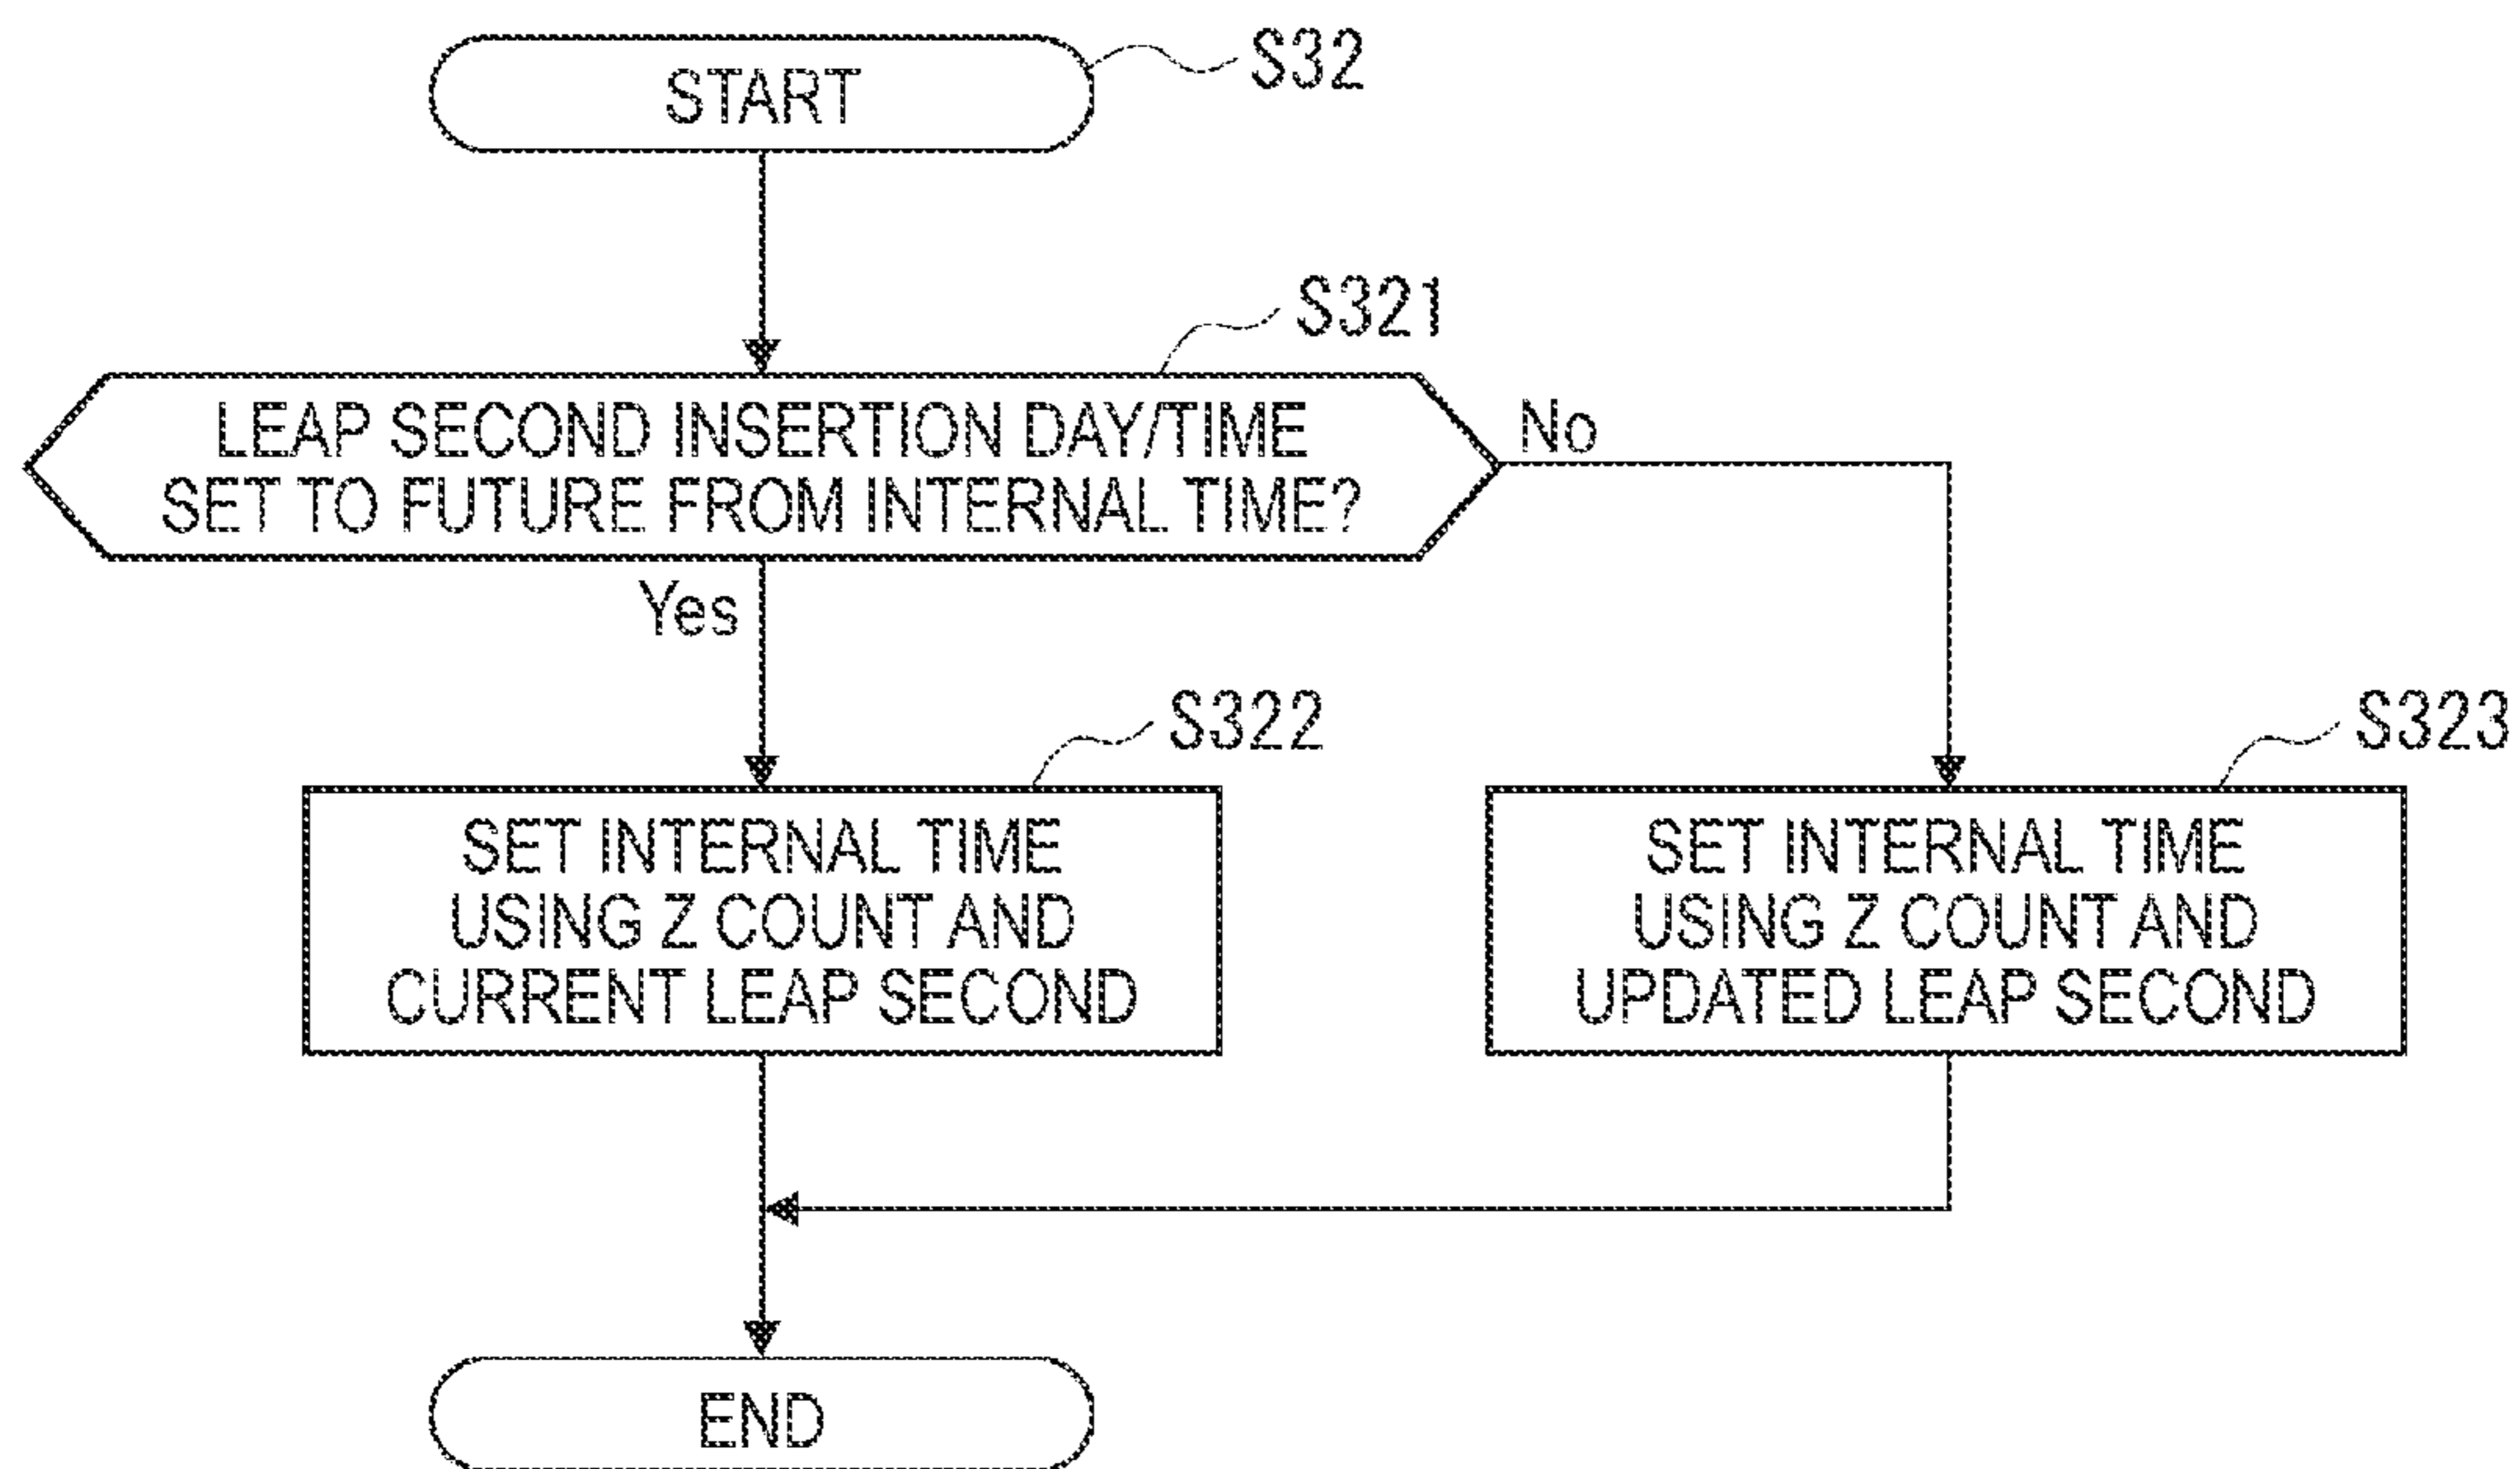 START
S32
S321
LEAP SECOND INSERTION DAY/TIME
SET TO FUTURE FROM INTERNAL TIME?
No
Yes
S322
SET INTERNAL TIME
USING Z COUNT AND
CURRENT LEAP SECOND
S323
SET INTERNAL TIME
USING Z COUNT AND
UPDATED LEAP SECOND
END